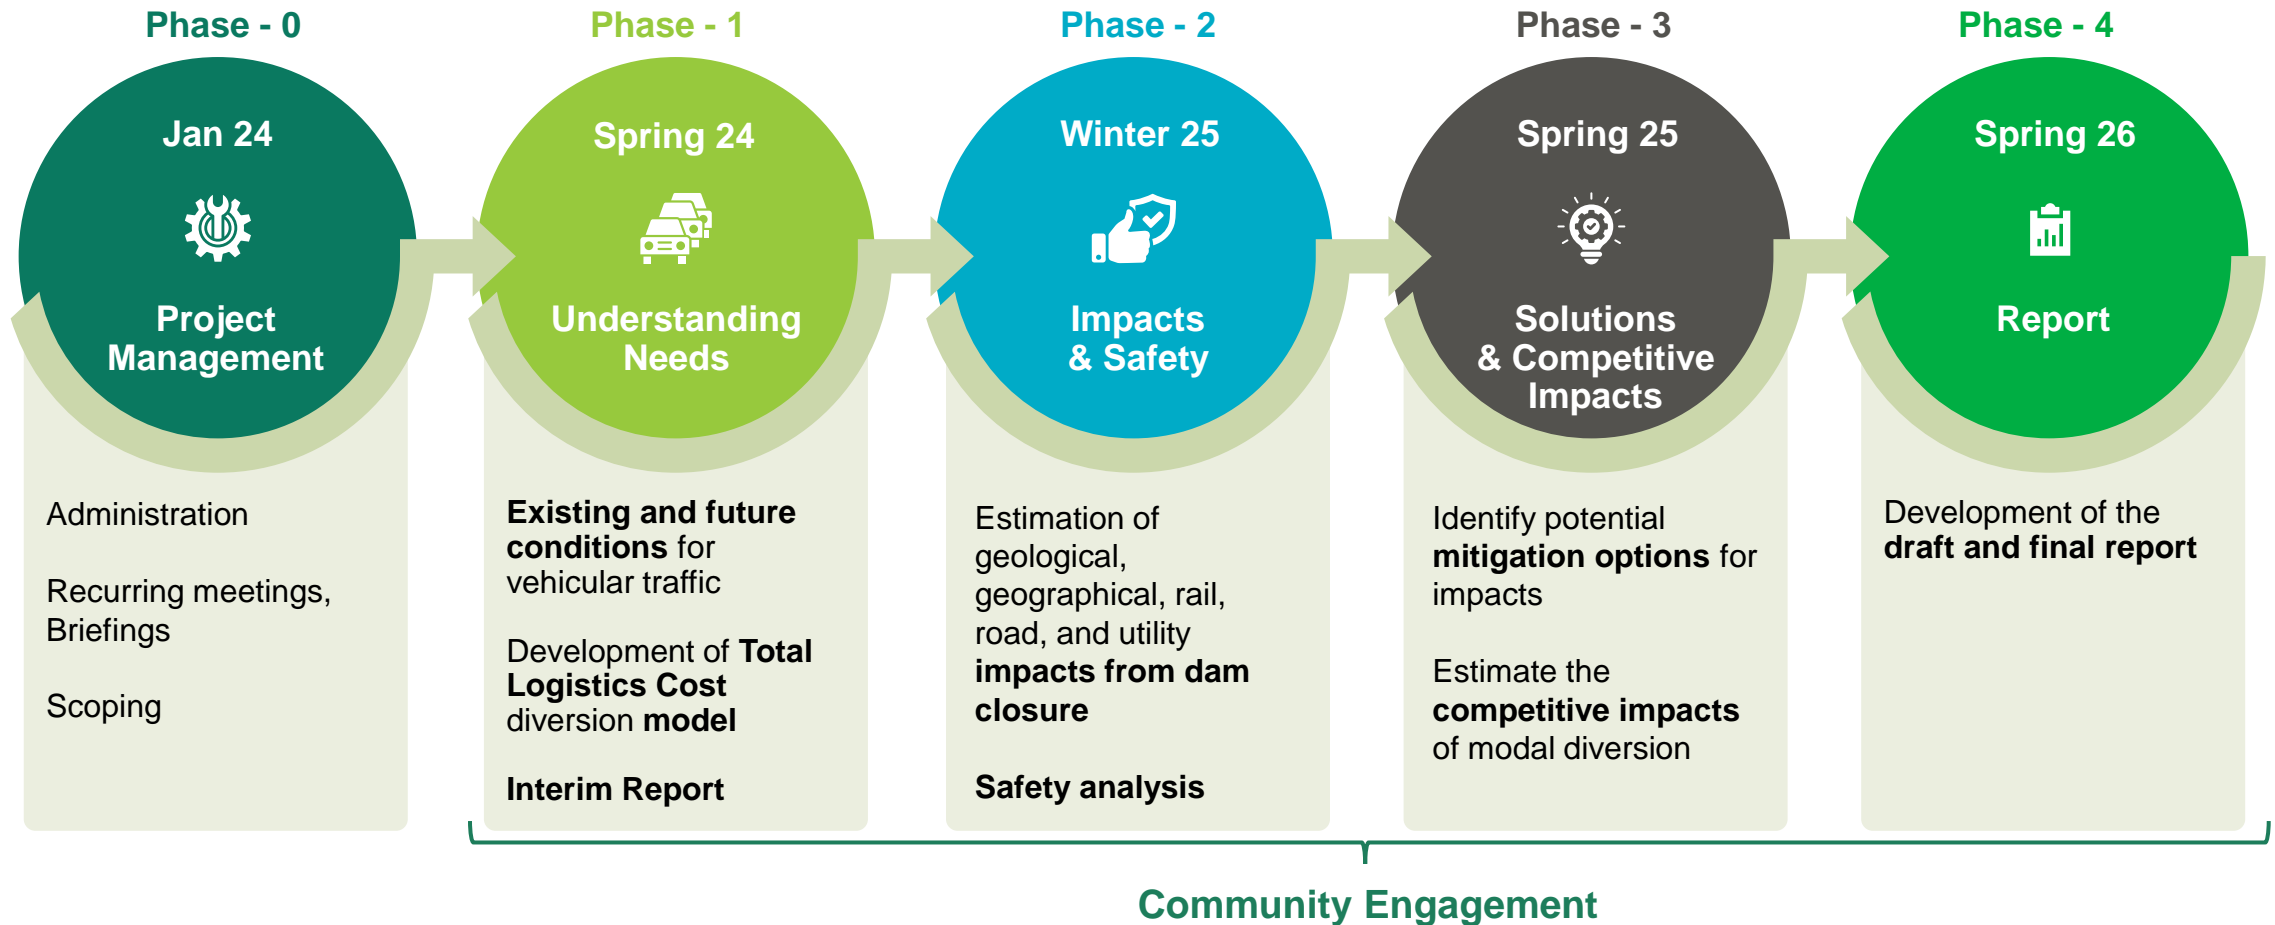 Phase - 0
Jan 24
Project
Management
Administration
Recurring meetings,
Briefings
Scoping
Phase - 1
Spring 24
Understanding
Needs
Existing and future
conditions for
vehicular traffic
Development of Total
Logistics Cost
diversion model
Interim Report
Phase - 2
Winter 25
Impacts
& Safety
Estimation of
geological,
geographical, rail,
road, and utility
impacts from dam
closure
Safety analysis
Phase - 3
Spring 25
Solutions
& Competitive
Impacts
Identify potential
mitigation options for
impacts
Estimate the
competitive impacts
of modal diversion
Phase - 4
Spring 26
Report
Development of the
draft and final report
Community Engagement